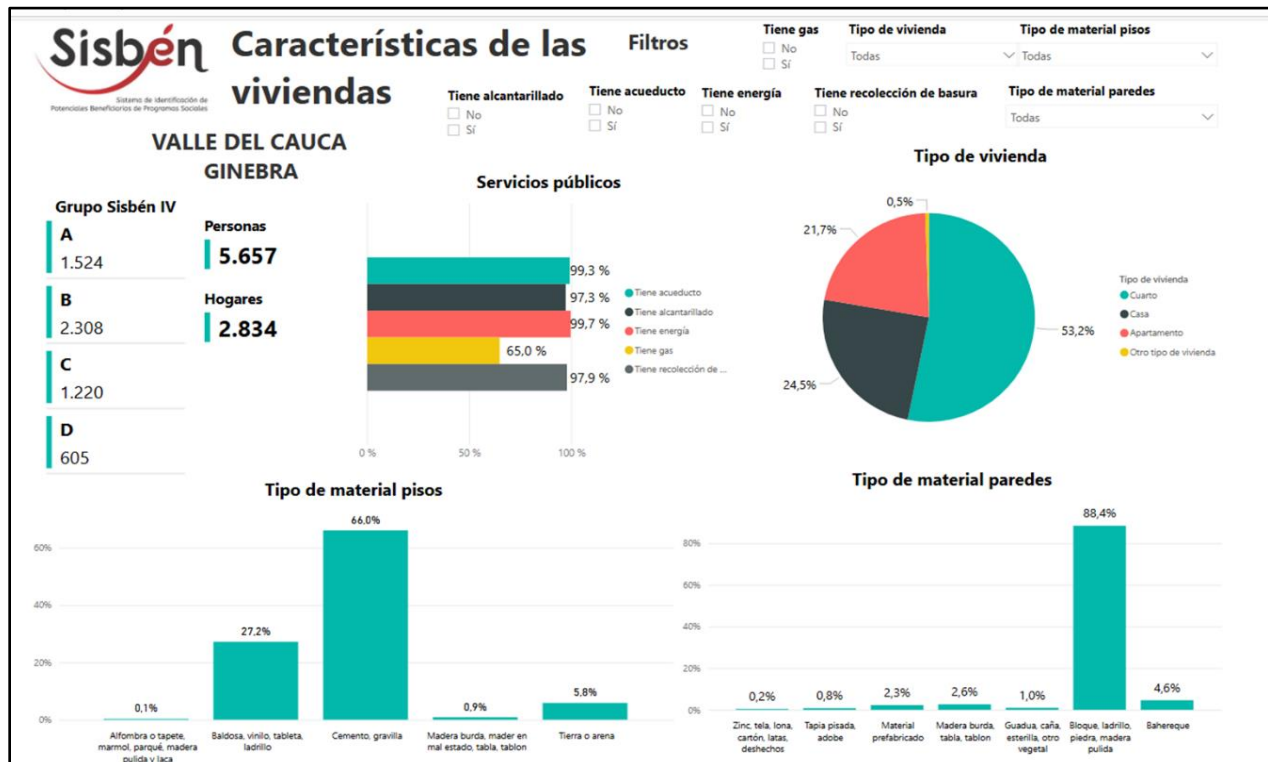 Sisbén
Sistema de Identificación de
Potenciales Beneficiarios de Programas Sociales
Características de las
viviendas
VALLE DEL CAUCA
GINEBRA
Filtros
Tiene gas
No
Sí
Tipo de vivienda
Todas
Tipo de material pisos
Todas
Tiene alcantarillado
No
Sí
Tiene acueducto
No
Sí
Tiene energía
No
Sí
Tiene recolección de basura
No
Sí
Tipo de material paredes
Todas
Grupo Sisbén IV
A
1.524
B
2.308
C
1.220
D
605
Personas
5.657
Hogares
2.834
Servicios públicos
99,3 %
97,3 %
99,7 %
65,0 %
97,9 %
0 %
50 %
100 %
Tiene acueducto
Tiene alcantarillado
Tiene energía
Tiene gas
Tiene recolección de ...
Tipo de vivienda
0,5%
21,7%
53,2%
24,5%
Tipo de vivienda
Cuarto
Casa
Apartamento
Otro tipo de vivienda
Tipo de material pisos
60%
40%
20%
0%
0,1%
27,2%
66,0%
0,9%
5,8%
Alfombra o tapete,
marmol, parqué, madera
pulida y laca
Baldosa, vinilo, tableta,
ladrillo
Cemento, gravilla
Madera burda, mader en
mal estado, tabla, tablon
Tierra o arena
Tipo de material paredes
80%
60%
40%
20%
0%
0,2%
0,8%
2,3%
2,6%
1,0%
88,4%
4,6%
Zinc, tela, lona,
cartón, latas,
deshechos
Tapia pisada,
adobe
Material
prefabricado
Madera burda,
tabla, tablon
Guadua, caña,
esterilla, otro
vegetal
Bloque, ladrillo,
piedra, madera
pulida
Bahereque